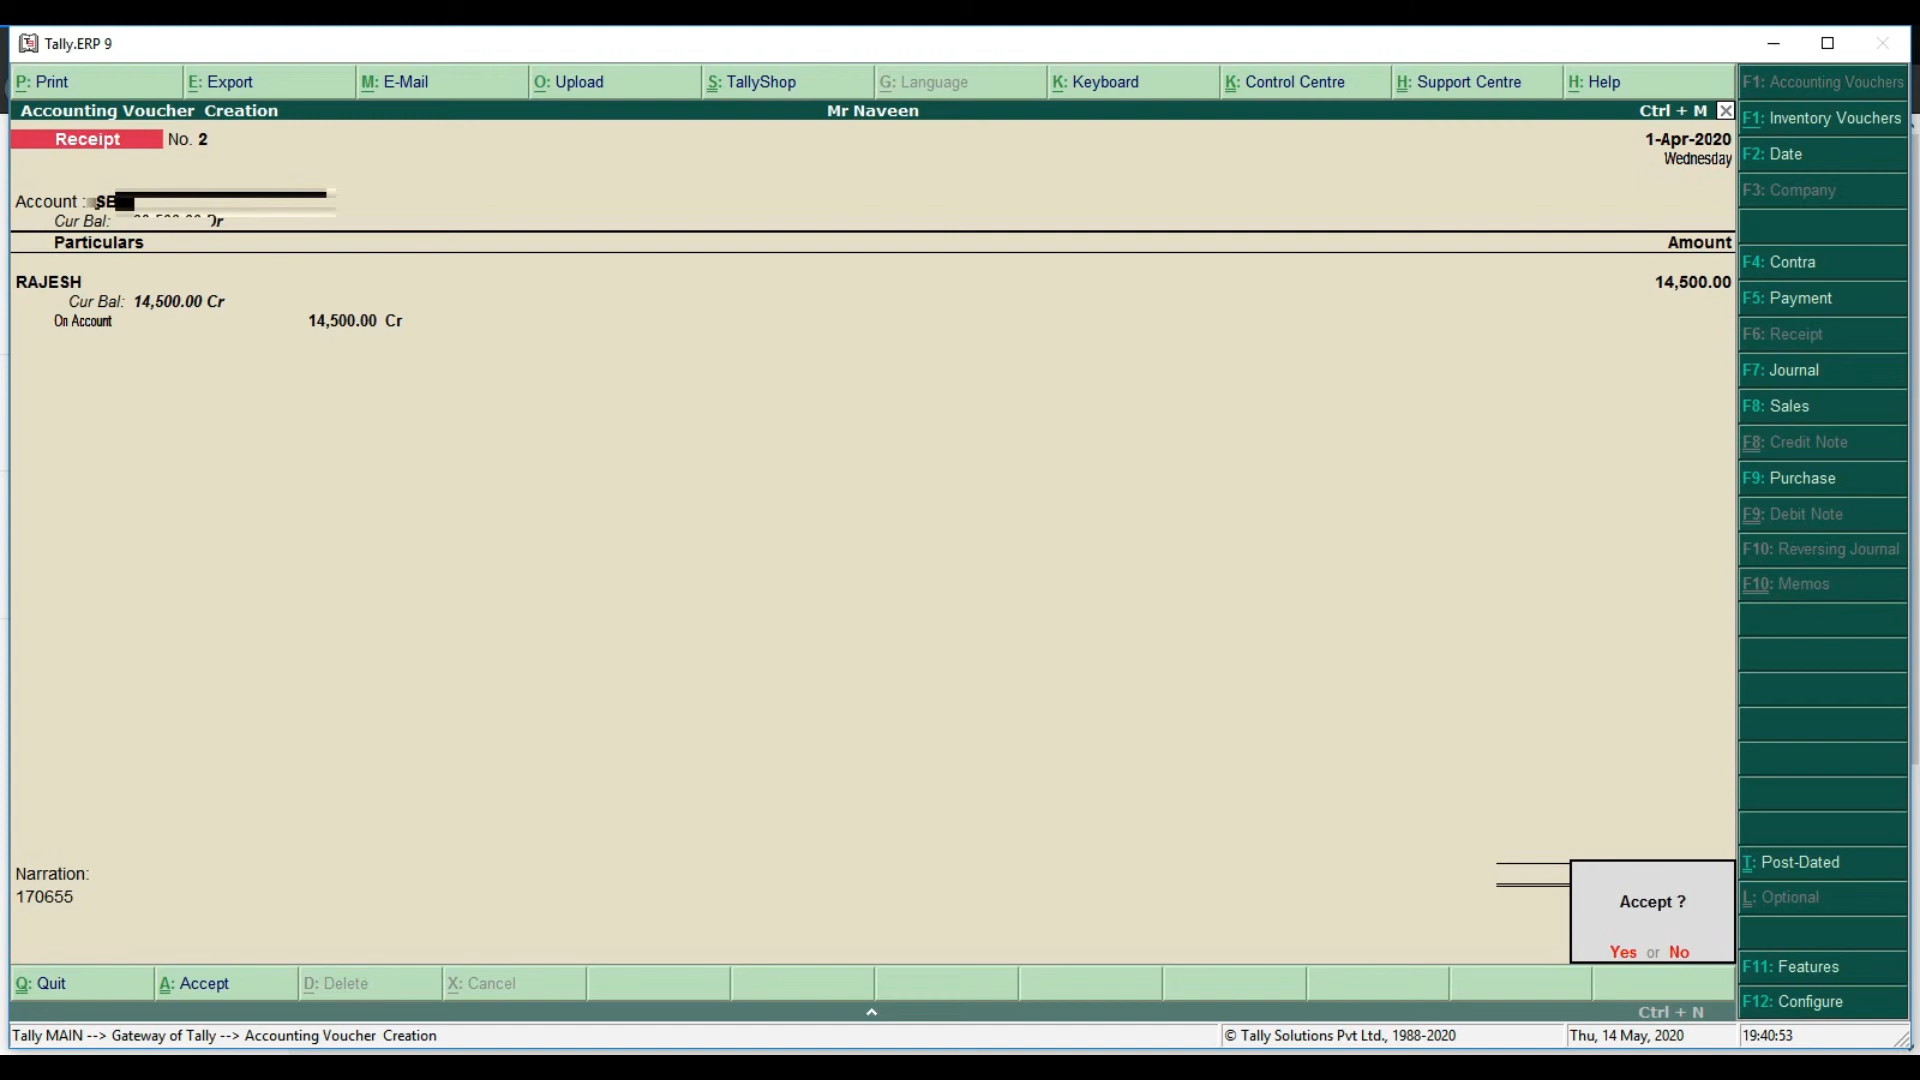 Tally.ERP 9
P: Print E: Export M: E-Mail O: Upload S: TallyShop G: Language K: Keyboard K: Control Centre H: Support Centre H: Help
Accounting Voucher Creation Mr Naveen Ctrl + M
Receipt No. 2 1-Apr-2020
Wednesday
Account :
Cur Bal:
Particulars Amount
RAJESH 14,500.00
Cur Bal: 14,500.00 Cr
On Account 14,500.00 Cr
Narration:
170655
Accept ?
Yes or No
Q: Quit A: Accept D: Delete X: Cancel
Ctrl + N
Tally MAIN --> Gateway of Tally --> Accounting Voucher Creation © Tally Solutions Pvt Ltd., 1988-2020 Thu, 14 May, 2020 19:40:53
F1: Accounting Vouchers
F1: Inventory Vouchers
F2: Date
F3: Company
F4: Contra
F5: Payment
F6: Receipt
F7: Journal
F8: Sales
F8: Credit Note
F9: Purchase
F9: Debit Note
F10: Reversing Journal
F10: Memos
T: Post-Dated
L: Optional
F11: Features
F12: Configure